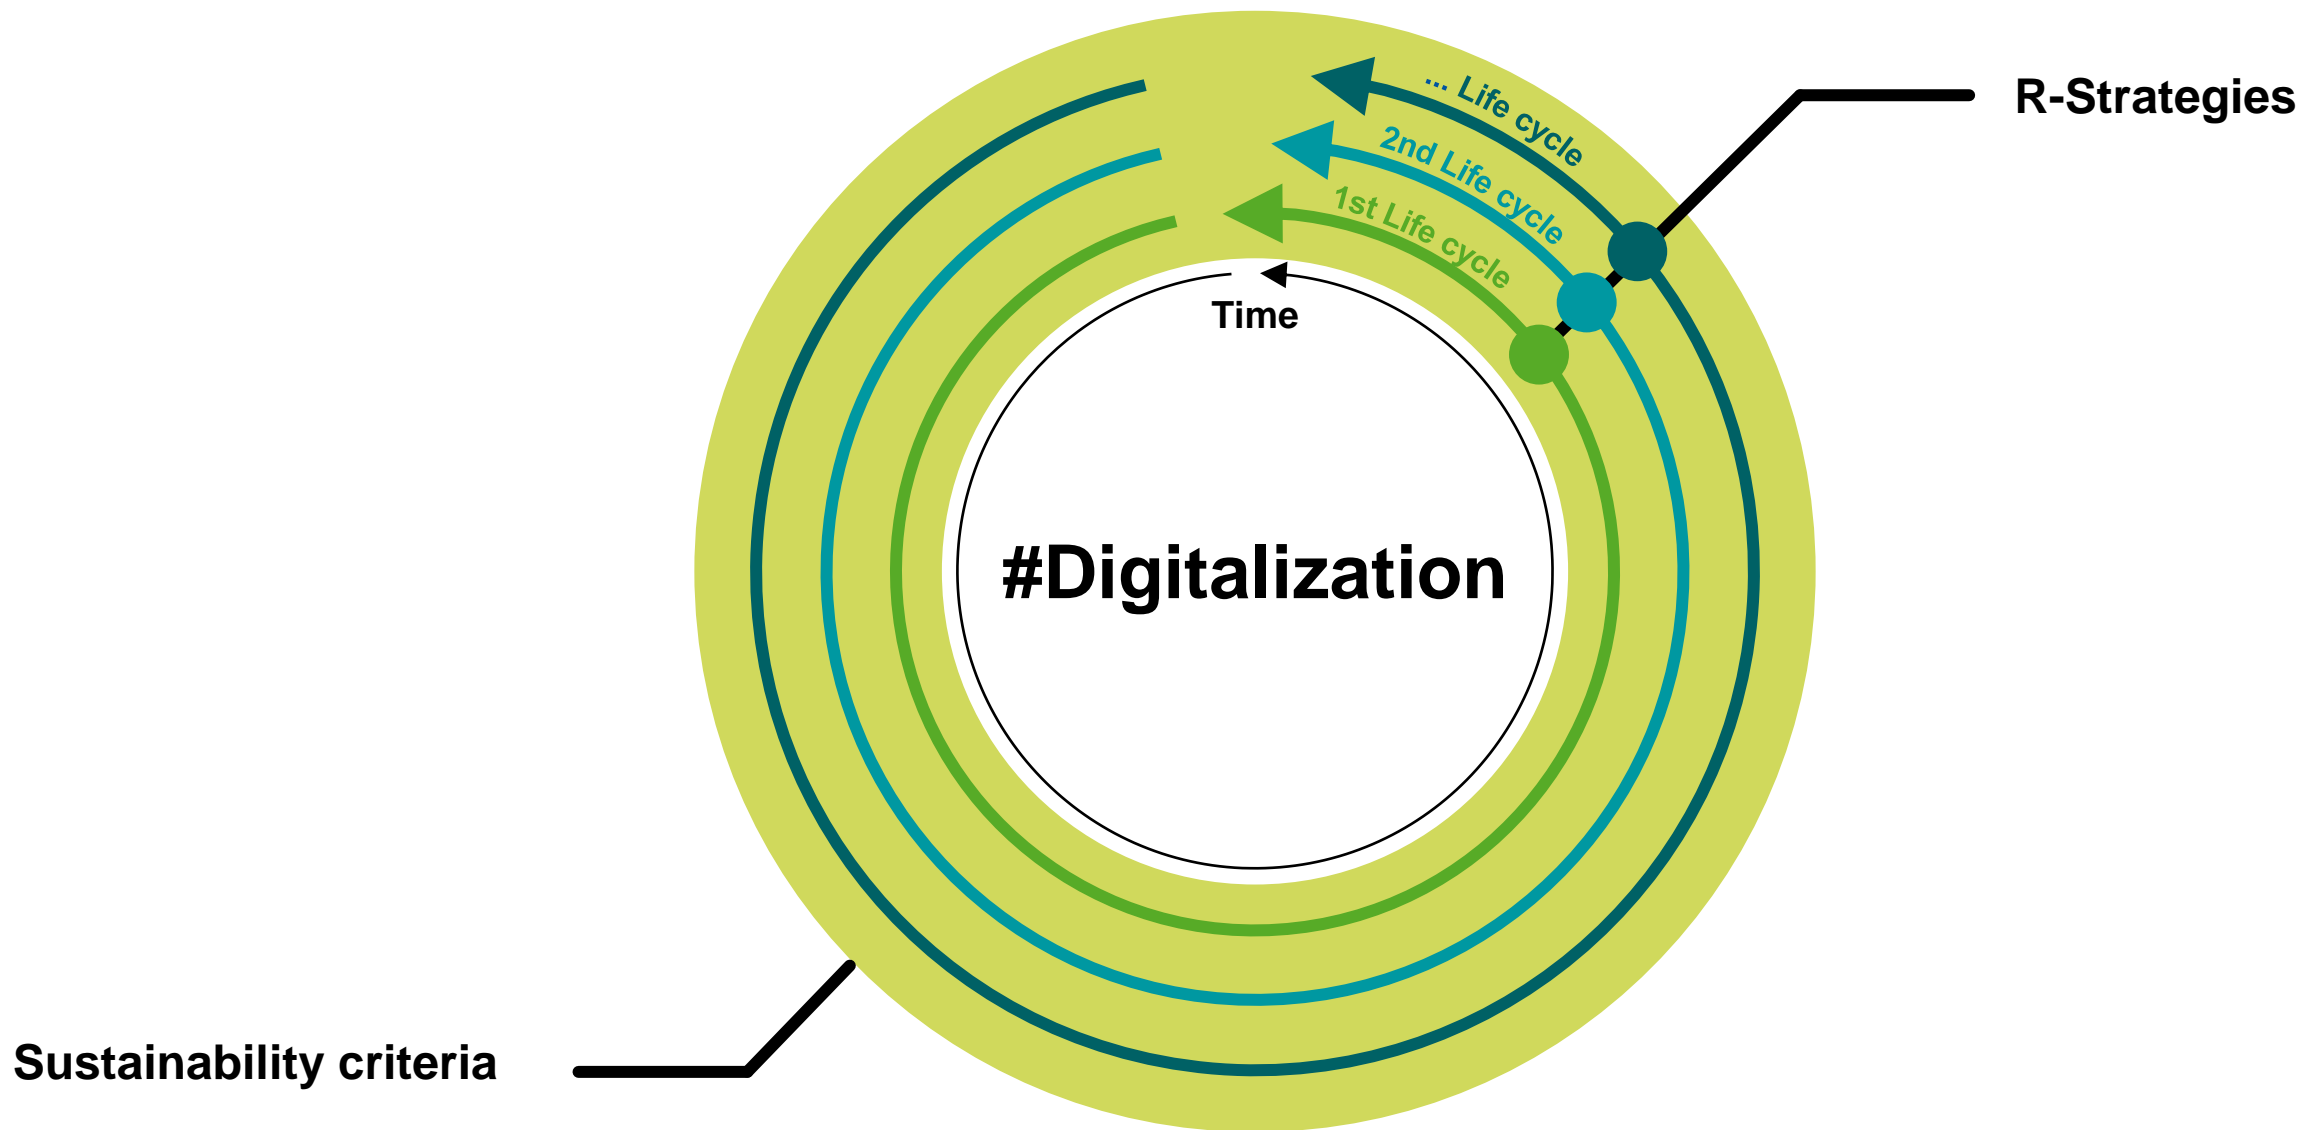 ... Life cycle
R-Strategies
2nd Life cycle
1st Life cycle
Time
#Digitalization
Sustainability criteria